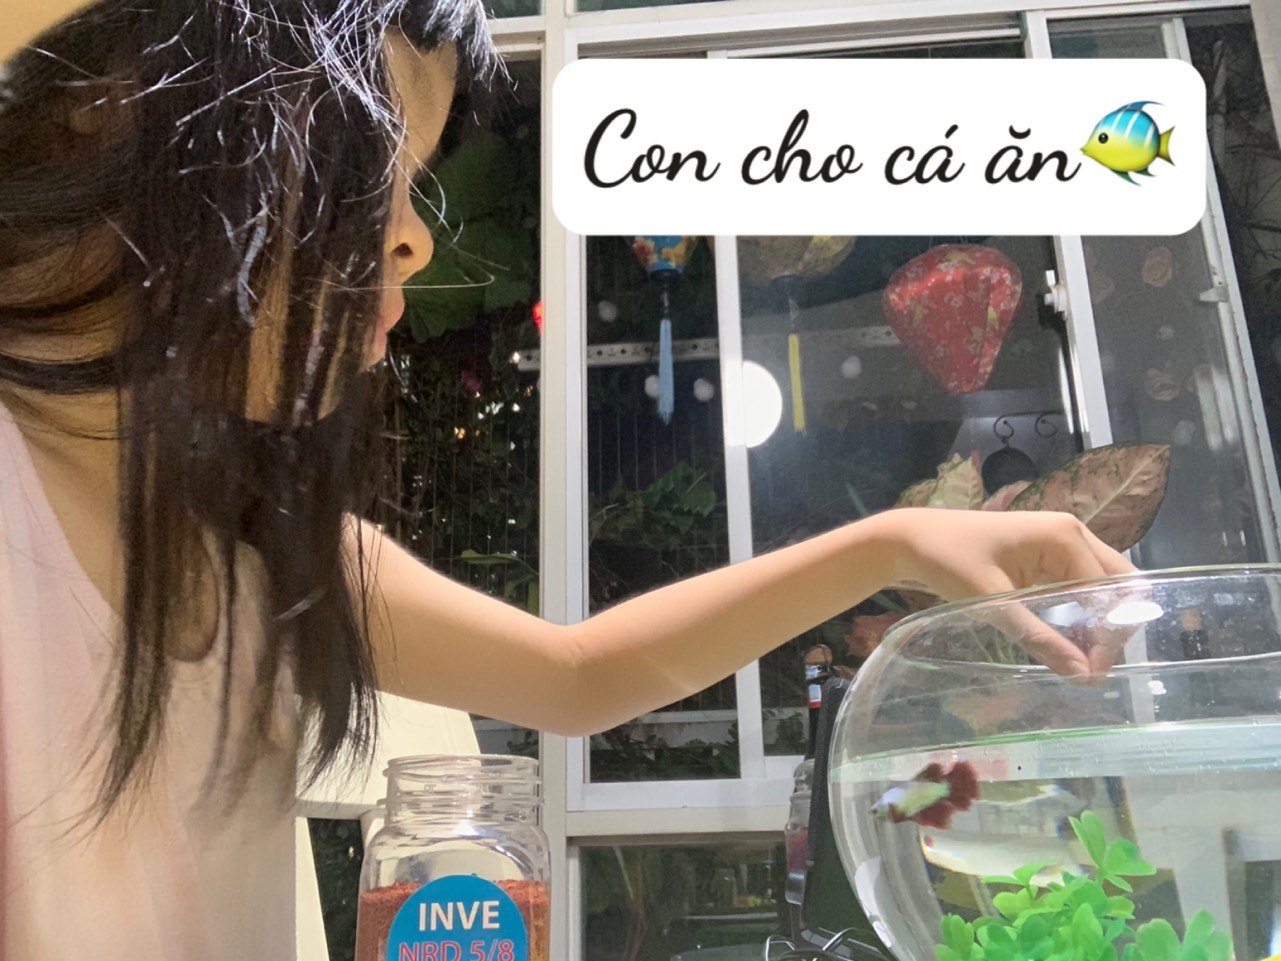 Con cho cá ăn🐠
INVE
NRD 5/8